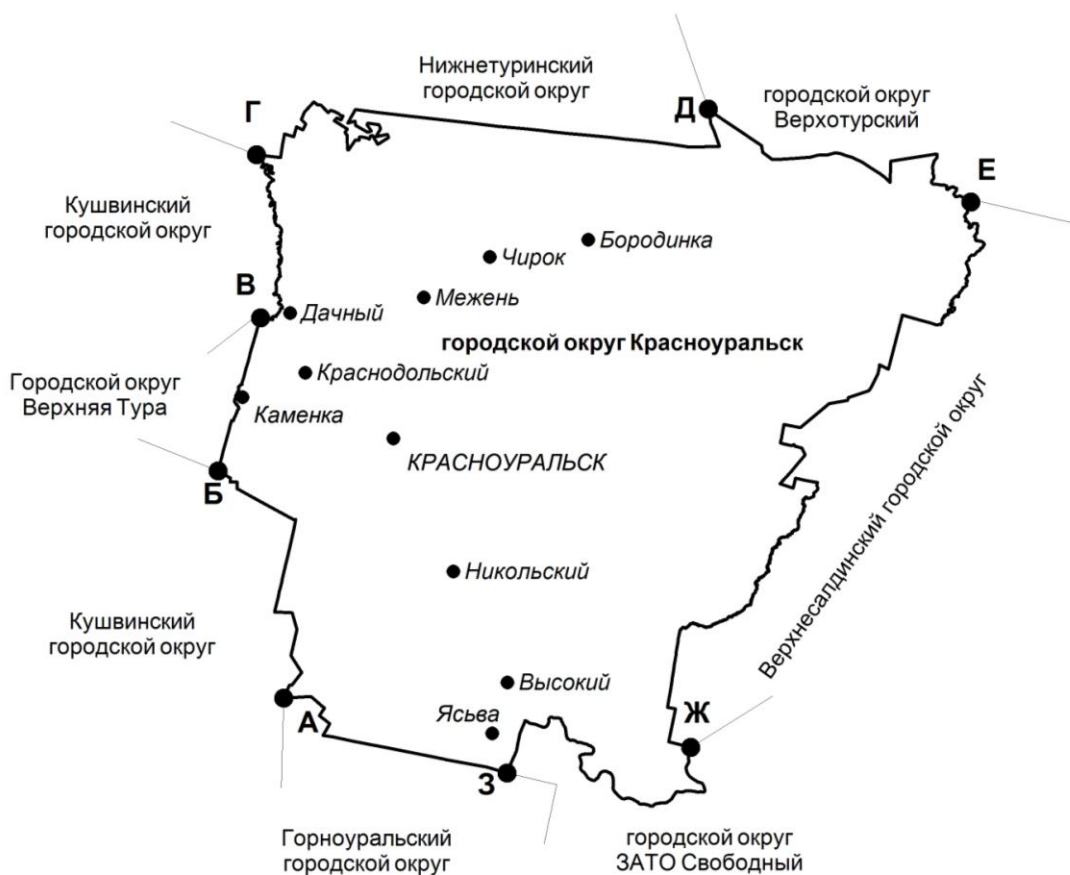 Нижнетуринский
городской округ
Д
городской округ
Верхотурский
Г
Е
Кушвинский
городской округ
Бородинка
Чирок
В
Межень
Дачный
городской округ Красноуральск
Городской округ
Верхняя Тура
Краснодольский
Каменка
КРАСНОУРАЛЬСК
Б
Верхнесалдинский городской округ
Никольский
Кушвинский
городской округ
Высокий
А
Ясьва
Ж
З
Горноуральский
городской округ
городской округ
ЗАТО Свободный